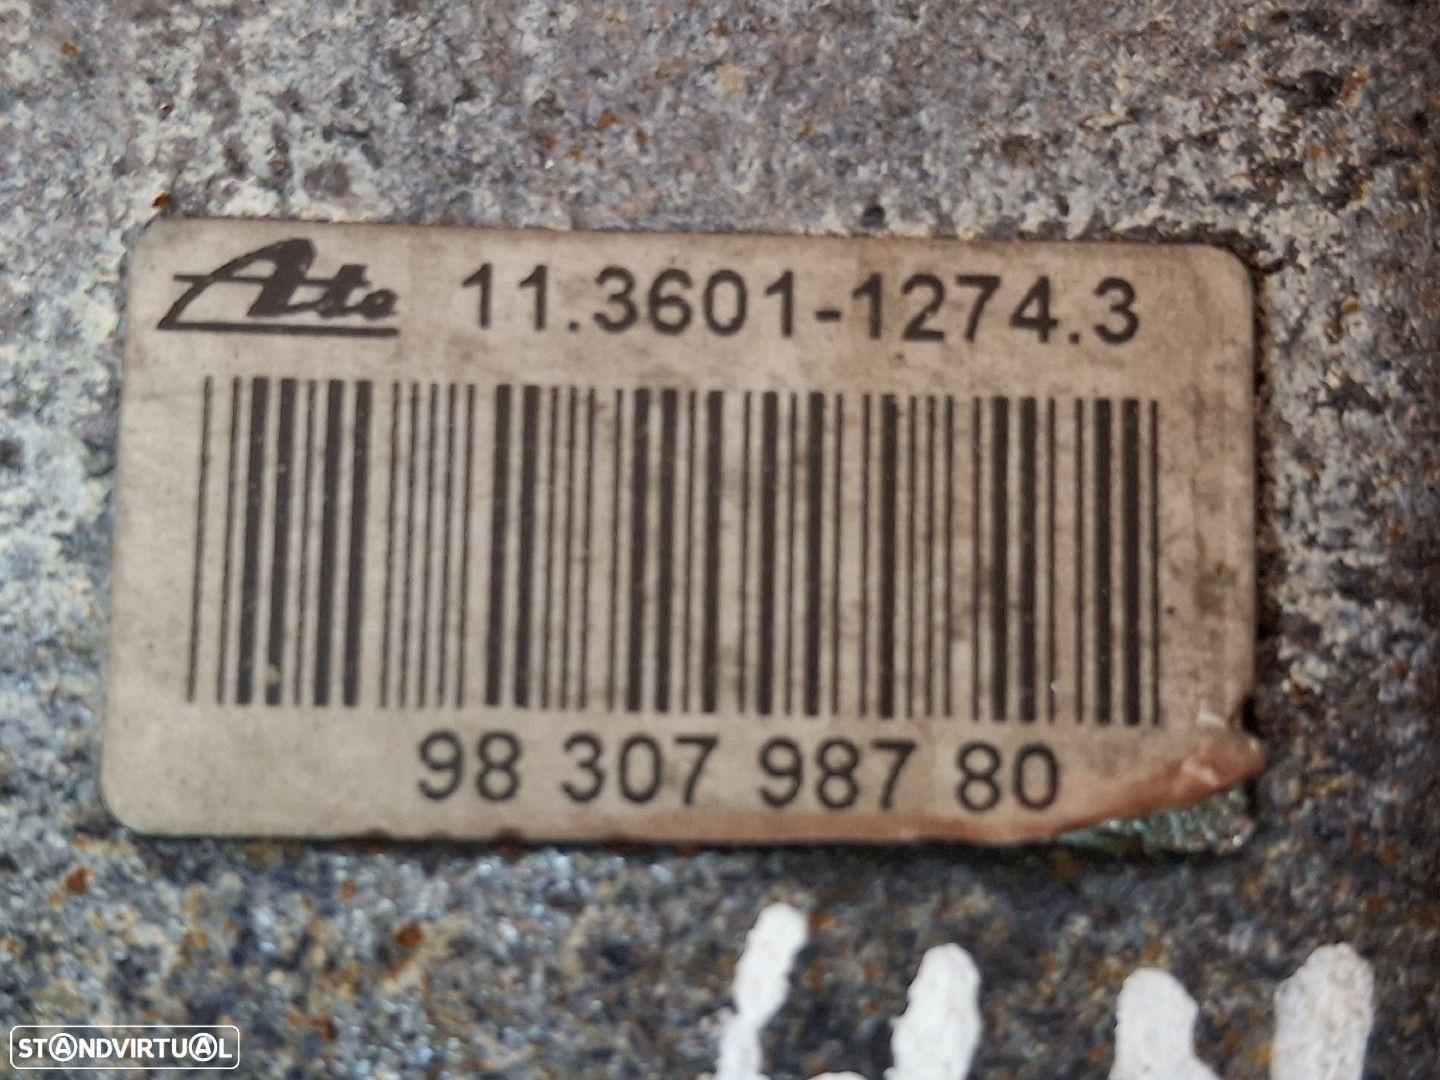 Ate 11.3601-1274.3
98 307 987 80
STANDVIRTUAL